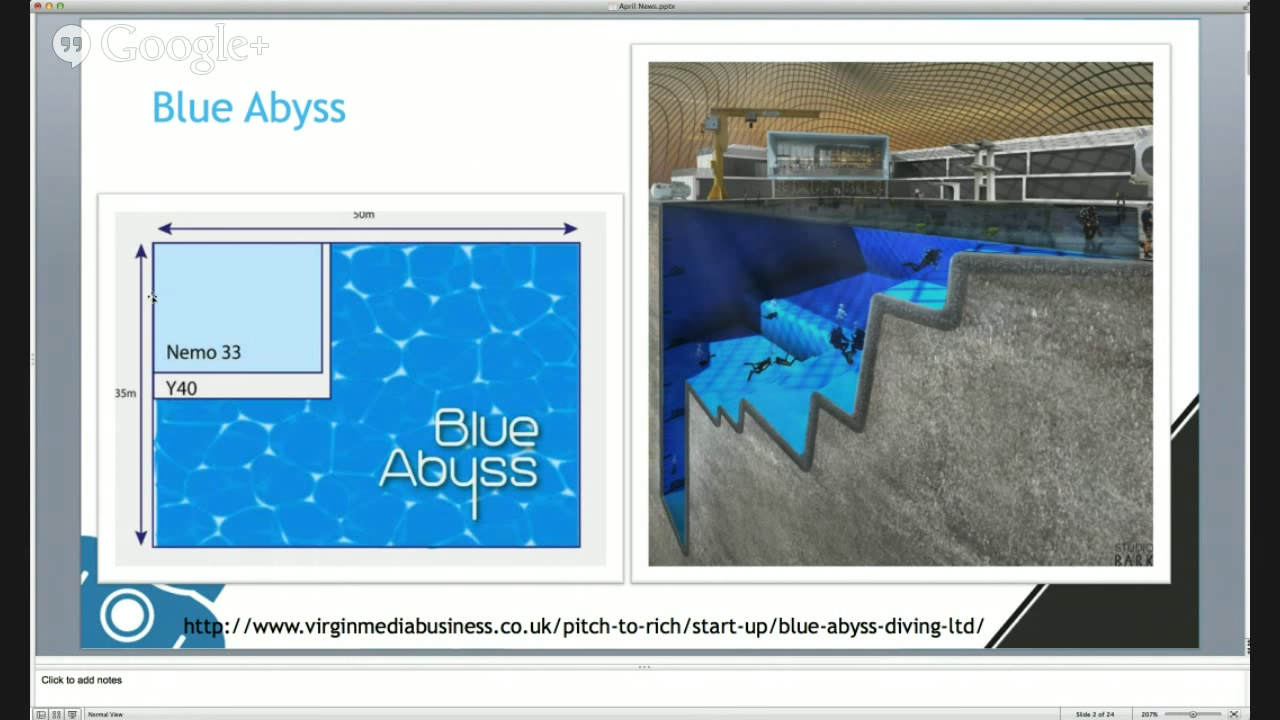 April News.pptx
Google+
Blue Abyss
50m
35m
Nemo 33
Y40
Blue
Abyss
STUDIO
BARK
http://www.virginmediabusiness.co.uk/pitch-to-rich/start-up/blue-abyss-diving-ltd/
Click to add notes
Normal View
Slide 2 of 24
207%